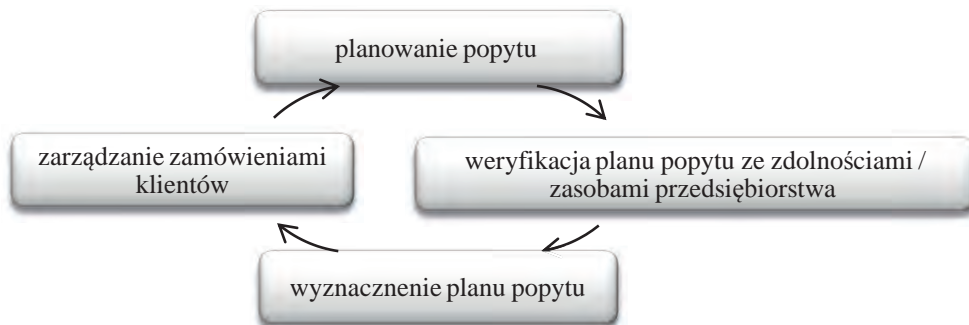 planowanie popytu
zarządzanie zamówieniami
klientów
weryfikacja planu popytu ze zdolnościami /
zasobami przedsiębiorstwa
wyznacznenie planu popytu